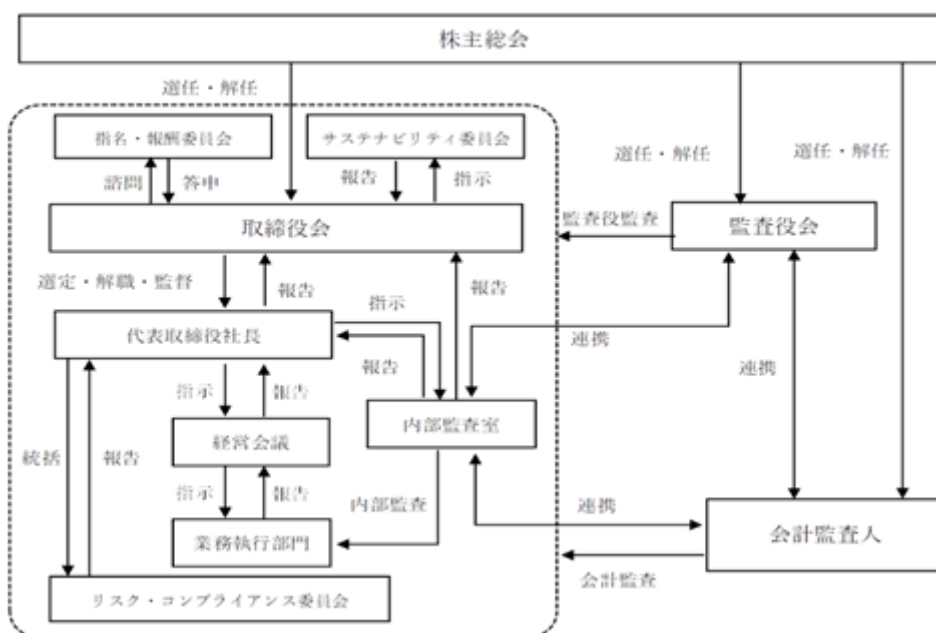 株主総会
選任・解任
選任・解任
選任・解任
指名・報酬委員会
サステナビリティ委員会
諮問
答申
報告
指示
取締役会
監査役監査
監査役会
選定・解職・監督
報告
指示
報告
代表取締役社長
報告
連携
連携
指示
報告
経営会議
内部監査室
統括
報告
指示
報告
内部監査
連携
業務執行部門
会計監査人
会計監査
リスク・コンプライアンス委員会